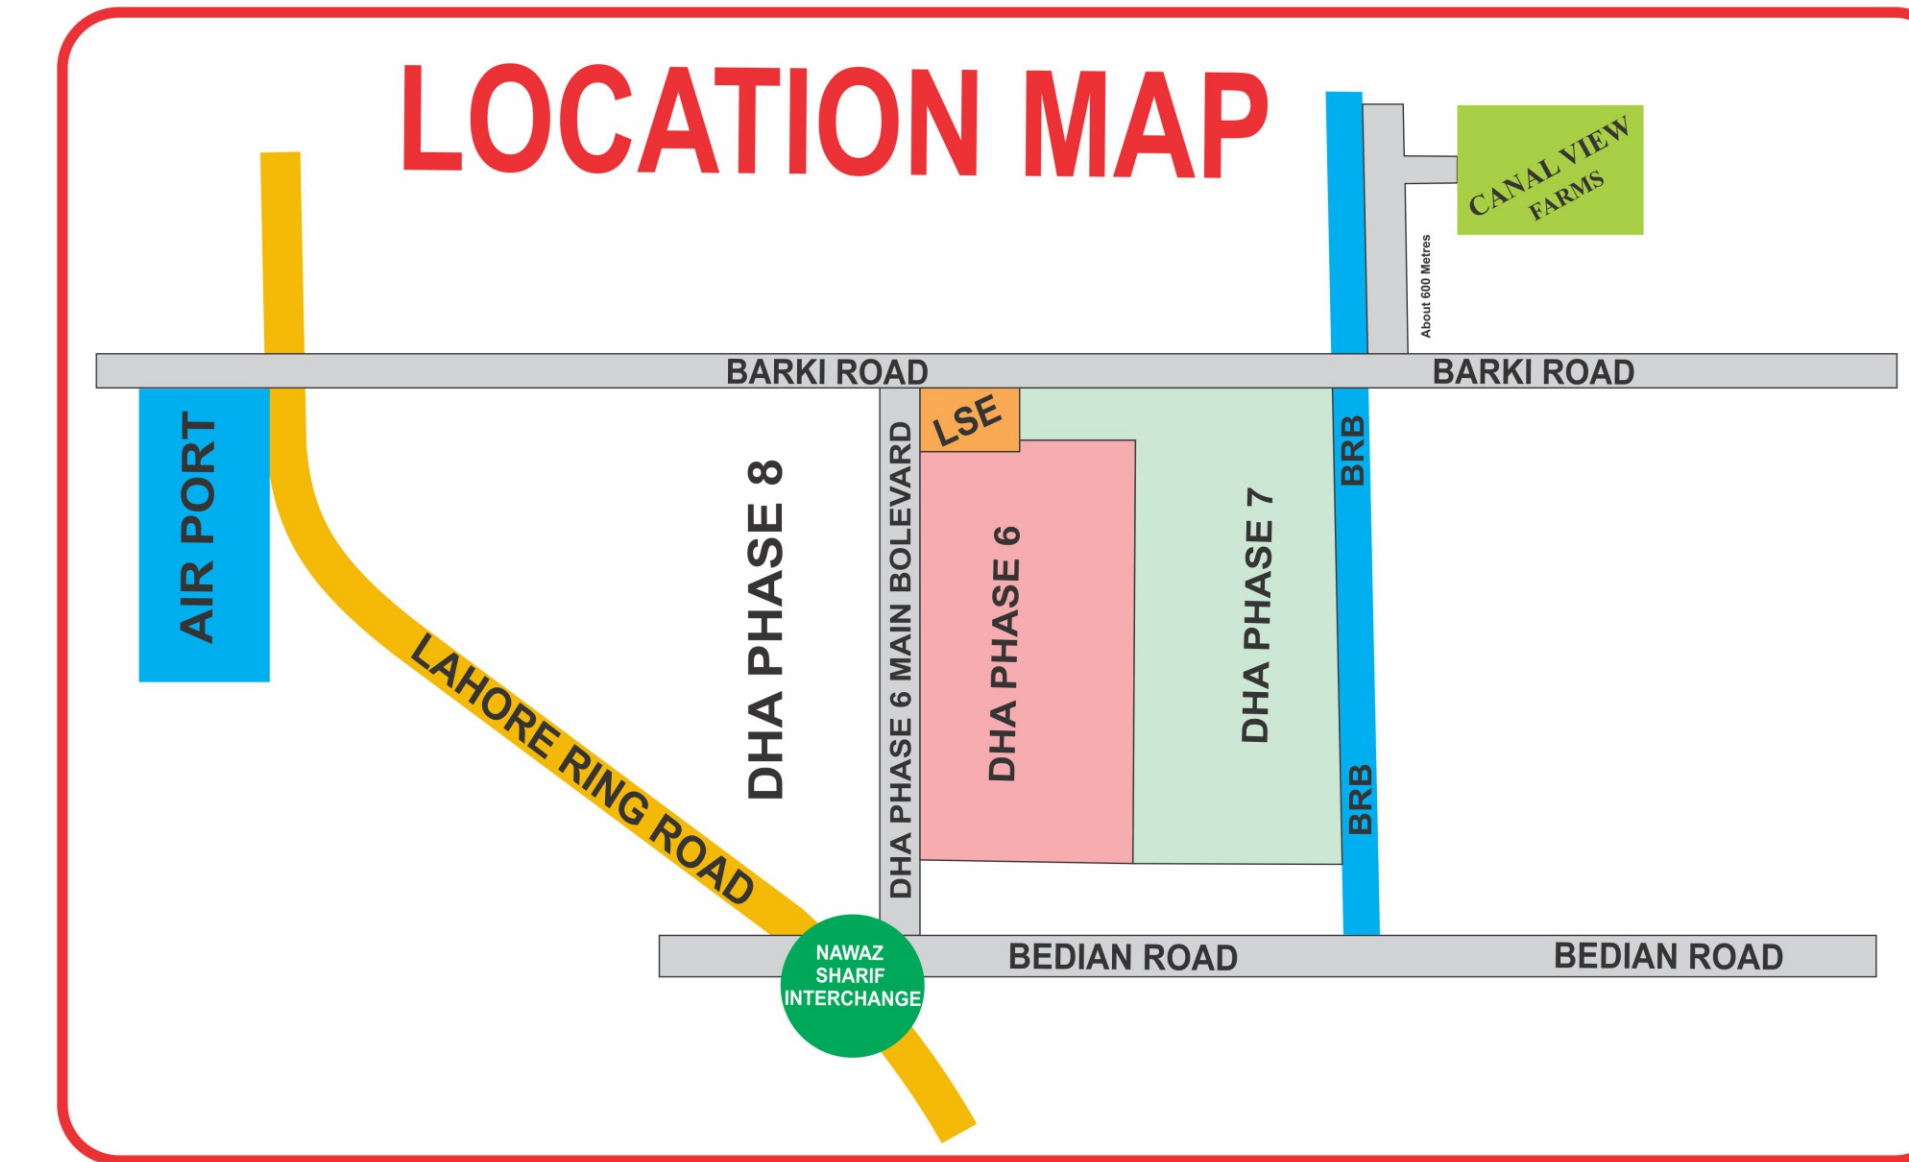 LOCATION MAP
CANAL VIEW
FARMS
About 600 Metres
BARKI ROAD
BARKI ROAD
AIR PORT
LSE
BRB
DHA PHASE 8
DHA PHASE 6 MAIN BOLEVARD
DHA PHASE 6
DHA PHASE 7
LAHORE RING ROAD
BRB
NAWAZ
SHARIF
INTERCHANGE
BEDIAN ROAD
BEDIAN ROAD